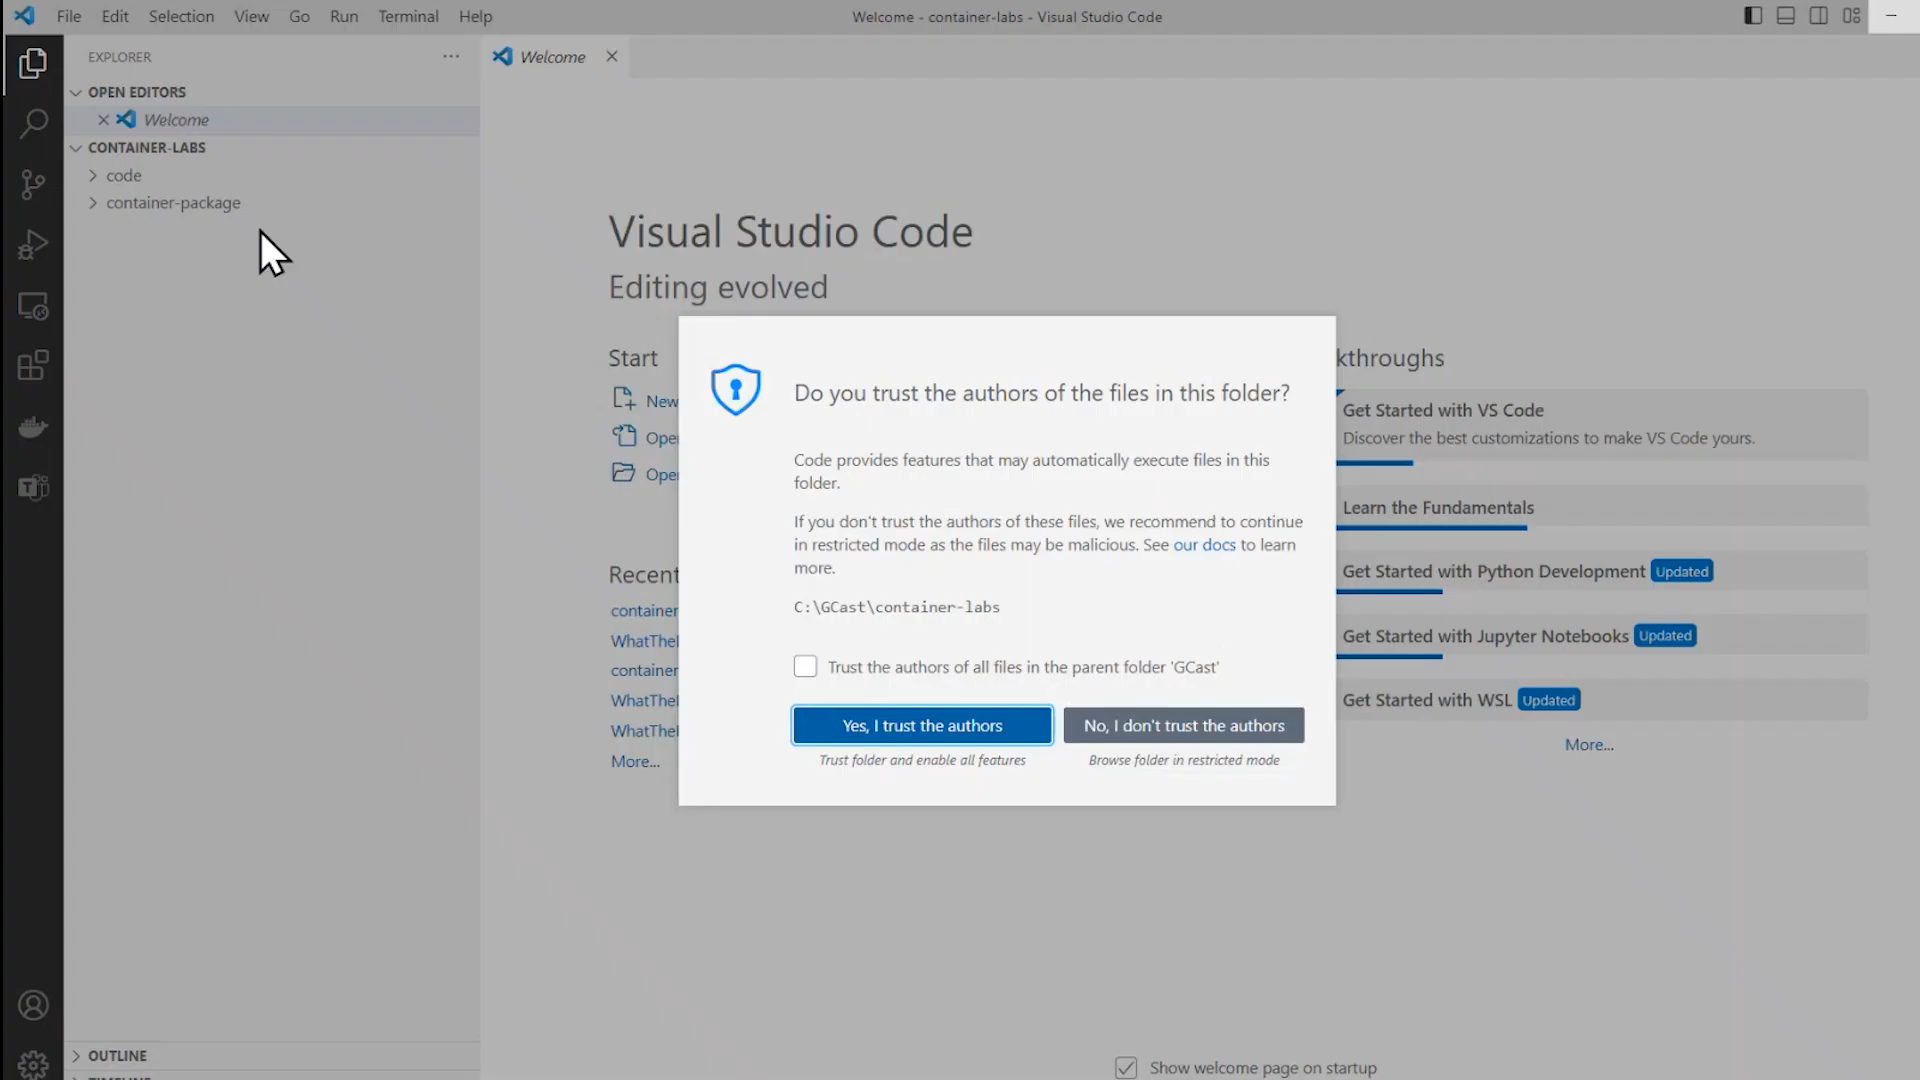 File Edit Selection View Go Run Terminal Help
Welcome - container-labs - Visual Studio Code
EXPLORER
OPEN EDITORS
Welcome
CONTAINER-LABS
code
container-package
OUTLINE
Welcome
Visual Studio Code
Editing evolved
Start
New
Ope
Ope
Recent
container
WhatThe
container
WhatThe
WhatThe
More...
Do you trust the authors of the files in this folder?
Code provides features that may automatically execute files in this
folder.
If you don't trust the authors of these files, we recommend to continue
in restricted mode as the files may be malicious. See our docs to learn
more.
C:\GCast\container-labs
Trust the authors of all files in the parent folder 'GCast'
Yes, I trust the authors
Trust folder and enable all features
No, I don't trust the authors
Browse folder in restricted mode
kthroughs
Get Started with VS Code
Discover the best customizations to make VS Code yours.
Learn the Fundamentals
Get Started with Python Development Updated
Get Started with Jupyter Notebooks Updated
Get Started with WSL Updated
More...
Show welcome page on startup